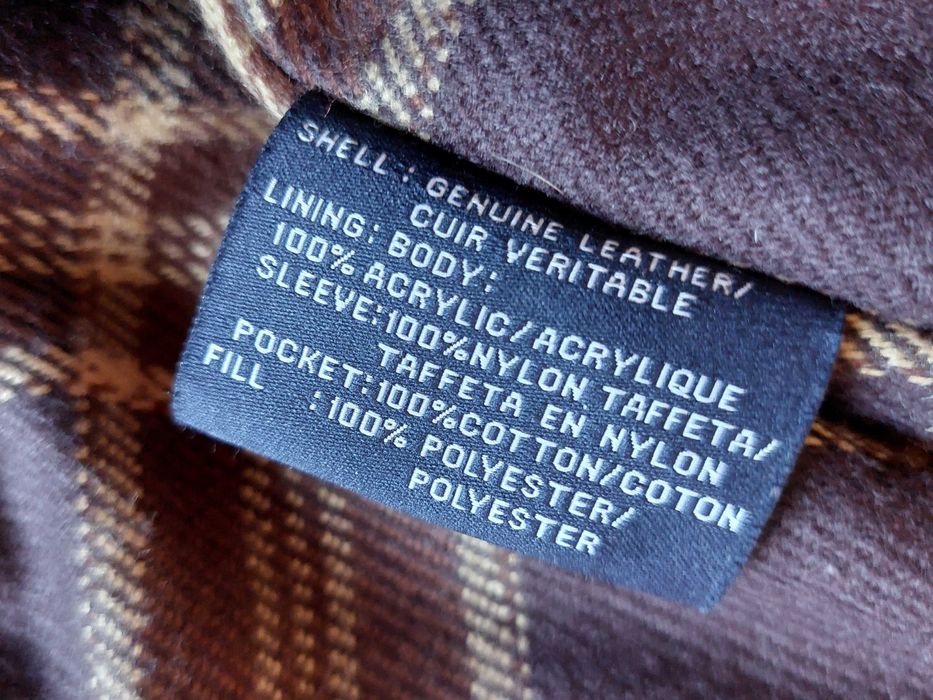 SHELL : GENUINE LEATHER/
CUIR VERITABLE
LINING: BODY:
100% ACRYLIC/ACRYLIQUE
SLEEVE:100%NYLON TAFFETA/
TAFFETA EN NYLON
POCKET:100%COTTON/COTON
FILL :100% POLYESTER/
POLYESTER